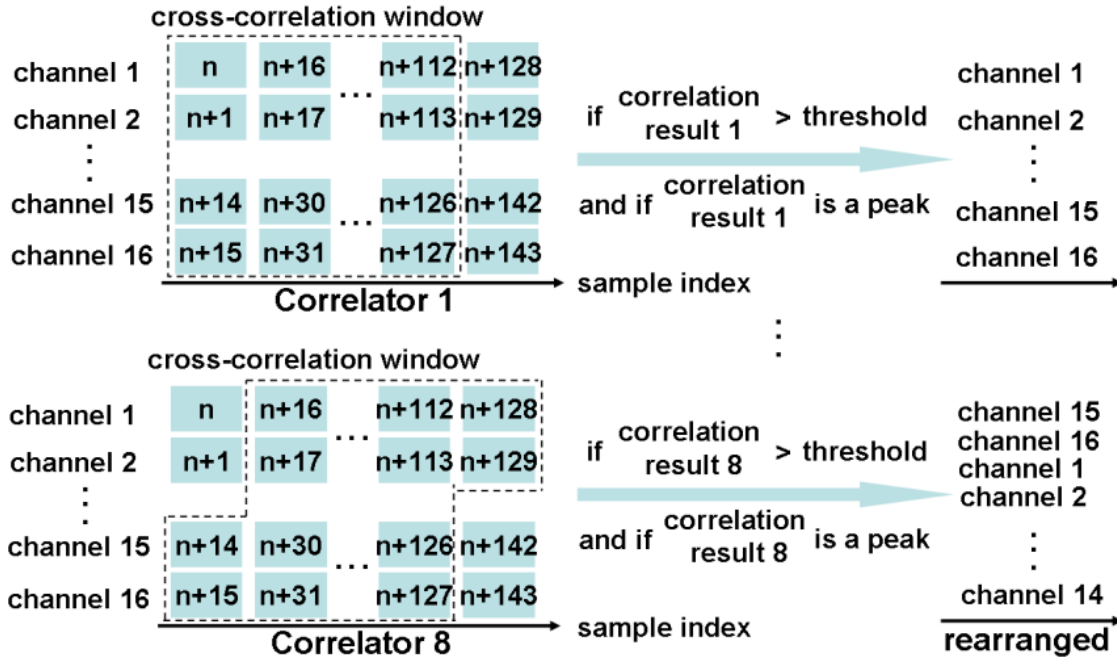 cross-correlation window
channel 1 n n+16 n+112 n+128
channel 2 n+1 n+17 ... n+113 n+129
channel 15 n+14 n+30 ... n+126 n+142
channel 16 n+15 n+31 n+127 n+143
Correlator 1
sample index
if correlation result 1 > threshold
and if correlation result 1 is a peak
channel 1
channel 2
channel 15
channel 16
cross-correlation window
channel 1 n n+16 n+112 n+128
channel 2 n+1 n+17 ... n+113 n+129
channel 15 n+14 n+30 ... n+126 n+142
channel 16 n+15 n+31 n+127 n+143
Correlator 8
sample index
if correlation result 8 > threshold
and if correlation result 8 is a peak
channel 15
channel 16
channel 1
channel 2
channel 14
rearranged